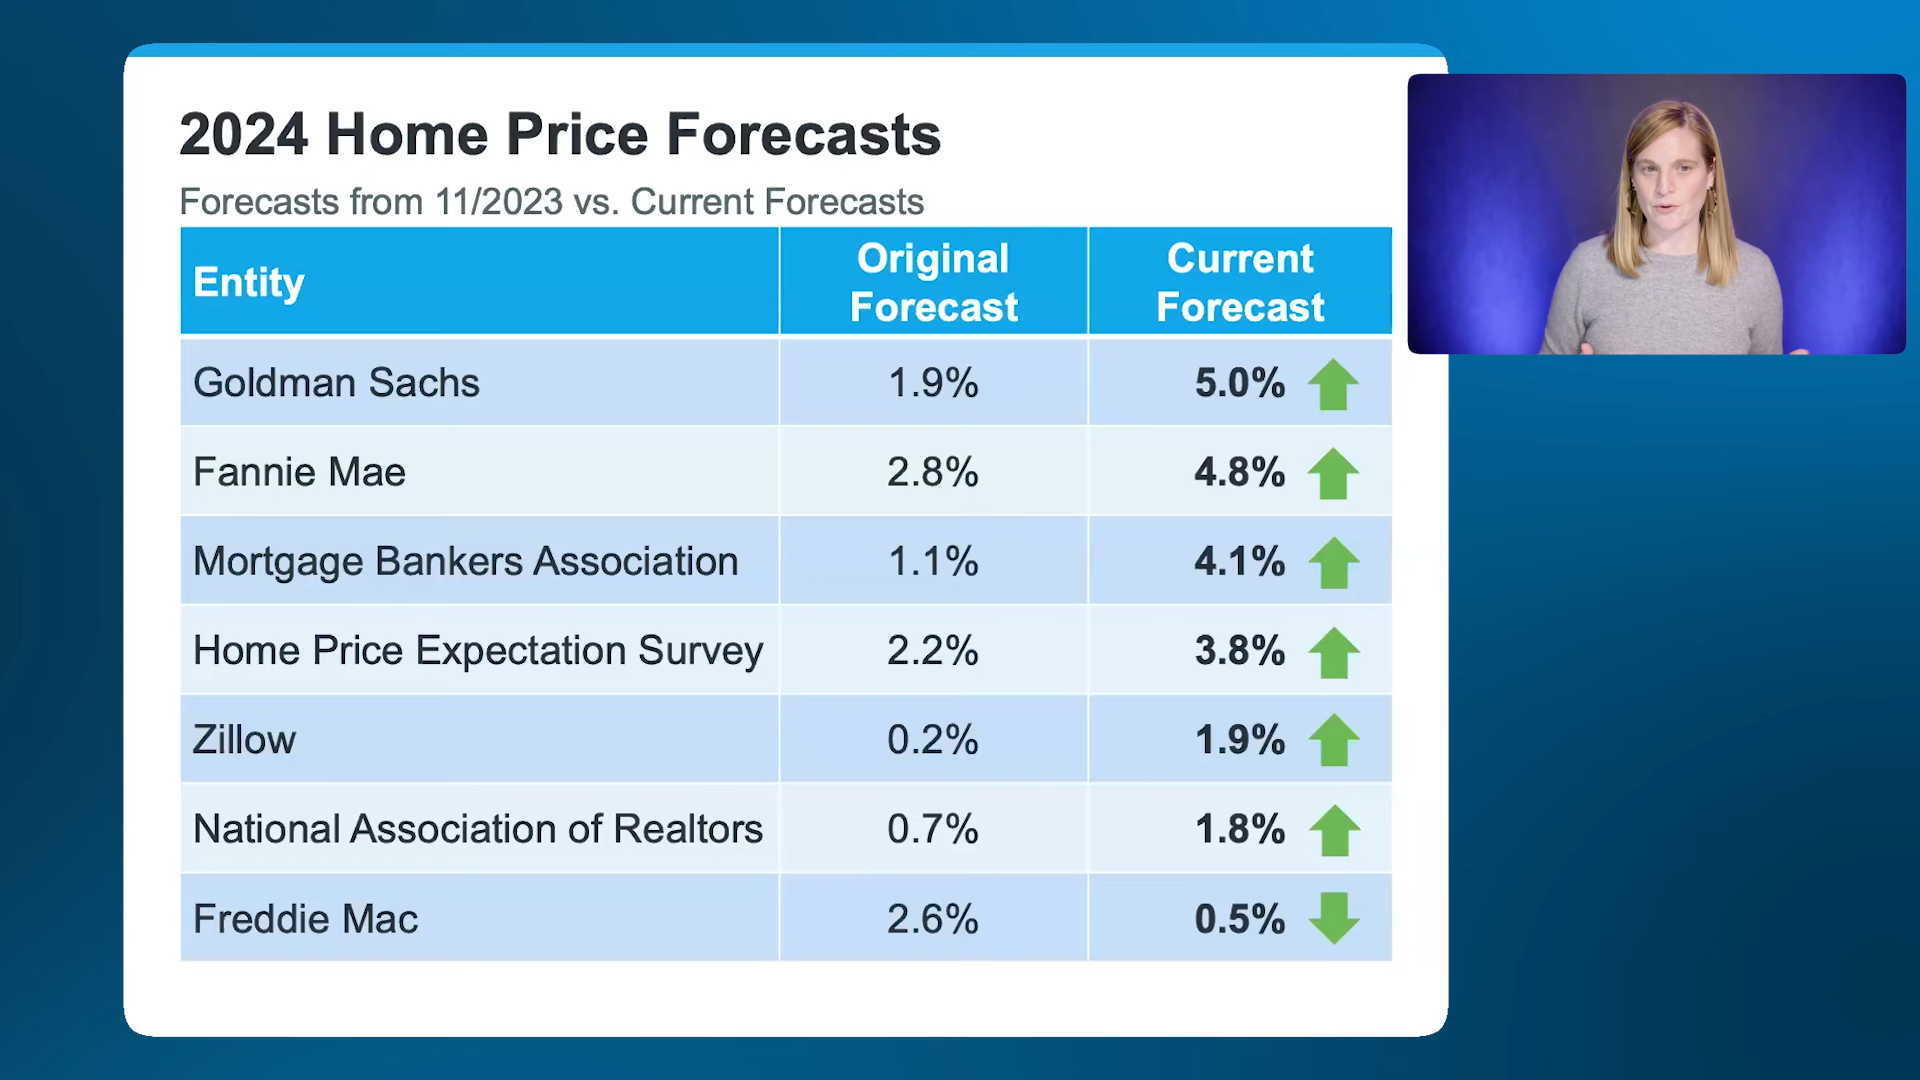 2024 Home Price Forecasts
Forecasts from 11/2023 vs. Current Forecasts
Entity
Original
Forecast
Current
Forecast
Goldman Sachs 1.9% 5.0%
Fannie Mae 2.8% 4.8%
Mortgage Bankers Association 1.1% 4.1%
Home Price Expectation Survey 2.2% 3.8%
Zillow 0.2% 1.9%
National Association of Realtors 0.7% 1.8%
Freddie Mac 2.6% 0.5%